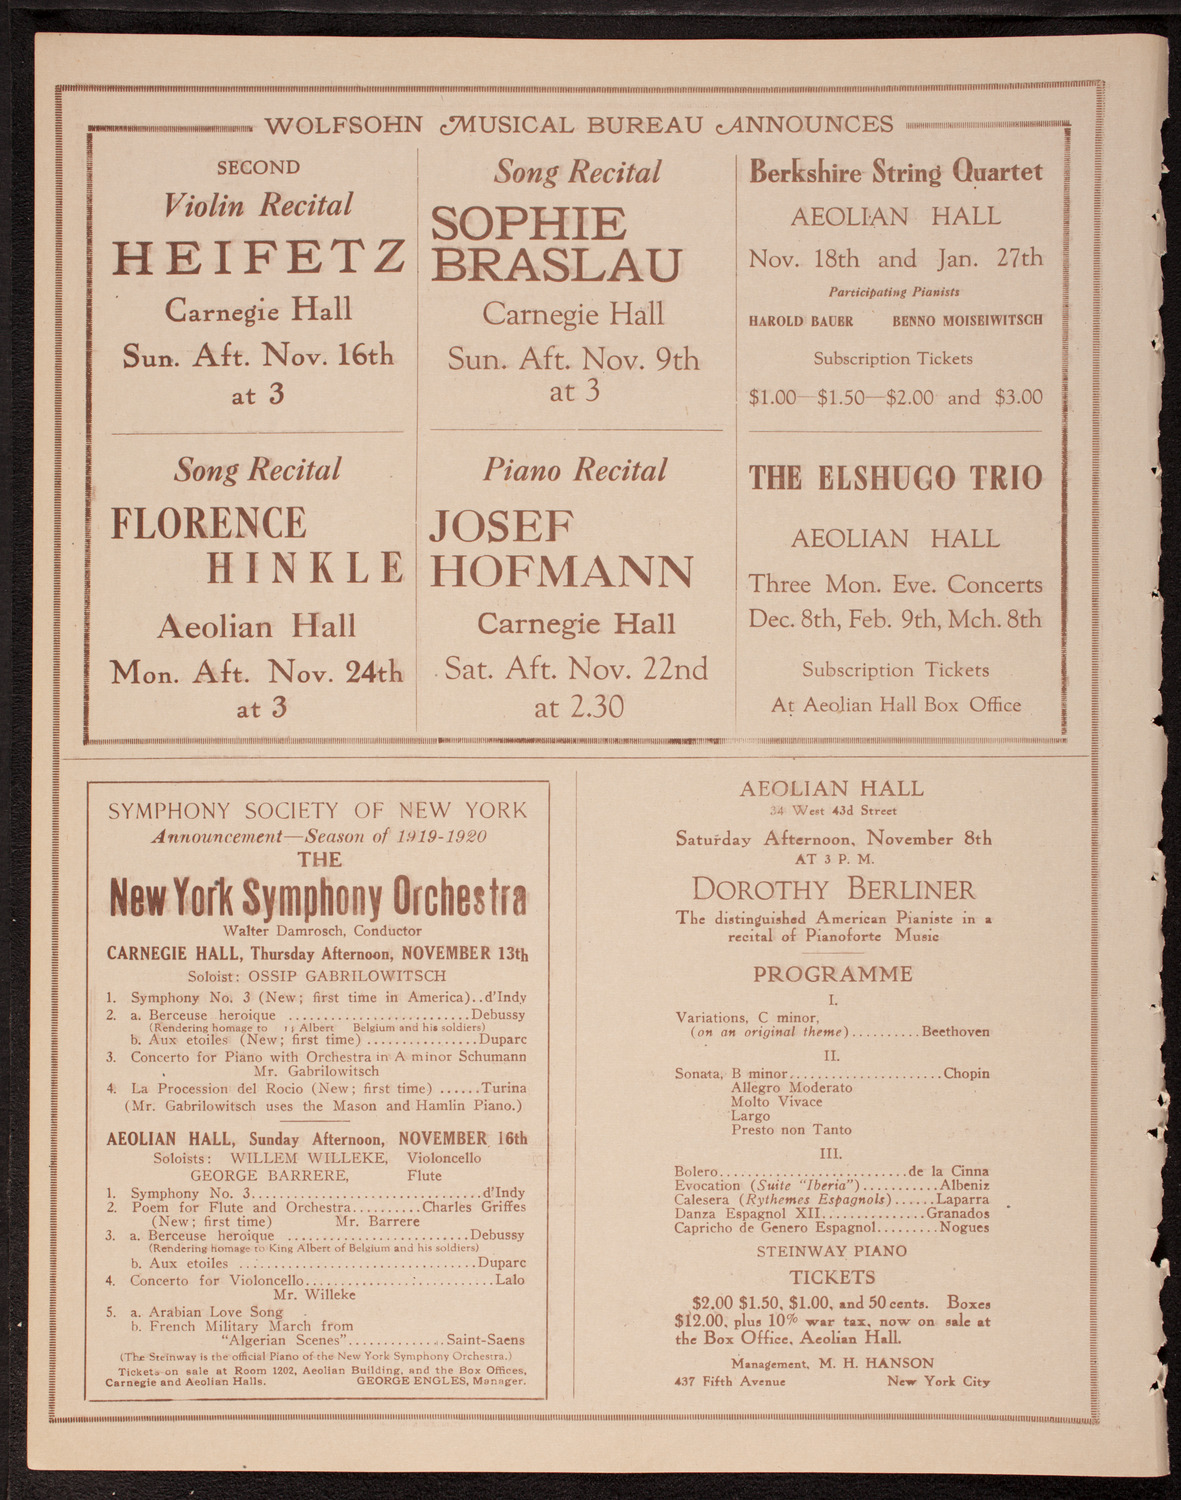 WOLFSOHN MUSICAL BUREAU ANNOUNCES
SECOND
Violin Recital
HEIFETZ
Carnegie Hall
Sun. Aft. Nov. 16th
at 3
Song Recital
SOPHIE
BRASLAU
Carnegie Hall
Sun. Aft. Nov. 9th
at 3
Berkshire String Quartet
AEOLIAN HALL
Nov. 18th and Jan. 27th
Participating Pianists
HAROLD BAUER BENNO MOISEIWITSCH
Subscription Tickets
$1.00—$1.50—$2.00 and $3.00
Song Recital
FLORENCE
HINKLE
Aeolian Hall
Mon. Aft. Nov. 24th
at 3
Piano Recital
JOSEF
HOFMANN
Carnegie Hall
Sat. Aft. Nov. 22nd
at 2.30
THE ELSHUCO TRIO
AEOLIAN HALL
Three Mon. Eve. Concerts
Dec. 8th, Feb. 9th, Mch. 8th
Subscription Tickets
At Aeolian Hall Box Office
SYMPHONY SOCIETY OF NEW YORK
Announcement—Season of 1919-1920
THE
New York Symphony Orchestra
Walter Damrosch, Conductor
CARNEGIE HALL, Thursday Afternoon, NOVEMBER 13th
Soloist: OSSIP GABRILOWITSCH
1. Symphony No. 3 (New; first time in America)..d'Indy
2. a. Berceuse heroique ..........................Debussy
(Rendering homage to Albert Belgium and his soldiers)
b. Aux etoiles (New; first time)................Duparc
3. Concerto for Piano with Orchestra in A minor Schumann
Mr. Gabrilowitsch
4. La Procession del Rocio (New; first time) ......Turina
(Mr. Gabrilowitsch uses the Mason and Hamlin Piano.)
AEOLIAN HALL, Sunday Afternoon, NOVEMBER 16th
Soloists: WILLEM WILLEKE, Violoncello
GEORGE BARRERE, Flute
1. Symphony No. 3.................................d'Indy
2. Poem for Flute and Orchestra..........Charles Griffes
(New; first time) Mr. Barrere
3. a. Berceuse heroique ..........................Debussy
(Rendering homage to King Albert of Belgium and his soldiers)
b. Aux etoiles ..................................Duparc
4. Concerto for Violoncello...........................Lalo
Mr. Willeke
5. a. Arabian Love Song
b. French Military March from
"Algerian Scenes"..............Saint-Saens
(The Steinway is the official Piano of the New York Symphony Orchestra.)
Tickets on sale at Room 1202, Aeolian Building, and the Box Offices,
Carnegie and Aeolian Halls. GEORGE ENGLES, Manager.
AEOLIAN HALL
34 West 43d Street
Saturday Afternoon, November 8th
AT 3 P. M.
DOROTHY BERLINER
The distinguished American Pianiste in a
recital of Pianoforte Music
PROGRAMME
I.
Variations, C minor,
(on an original theme)..........Beethoven
II.
Sonata, B minor......................Chopin
Allegro Moderato
Molto Vivace
Largo
Presto non Tanto
III.
Bolero...........................de la Cinna
Evocation (Suite "Iberia")...........Albeniz
Calesera (Rythemes Espagnols)......Laparra
Danza Espagnol XII...............Granados
Capricho de Genero Espagnol.........Nogues
STEINWAY PIANO
TICKETS
$2.00 $1.50, $1.00, and 50 cents. Boxes
$12.00, plus 10% war tax, now on sale at
the Box Office, Aeolian Hall.
Management, M. H. HANSON
437 Fifth Avenue New York City